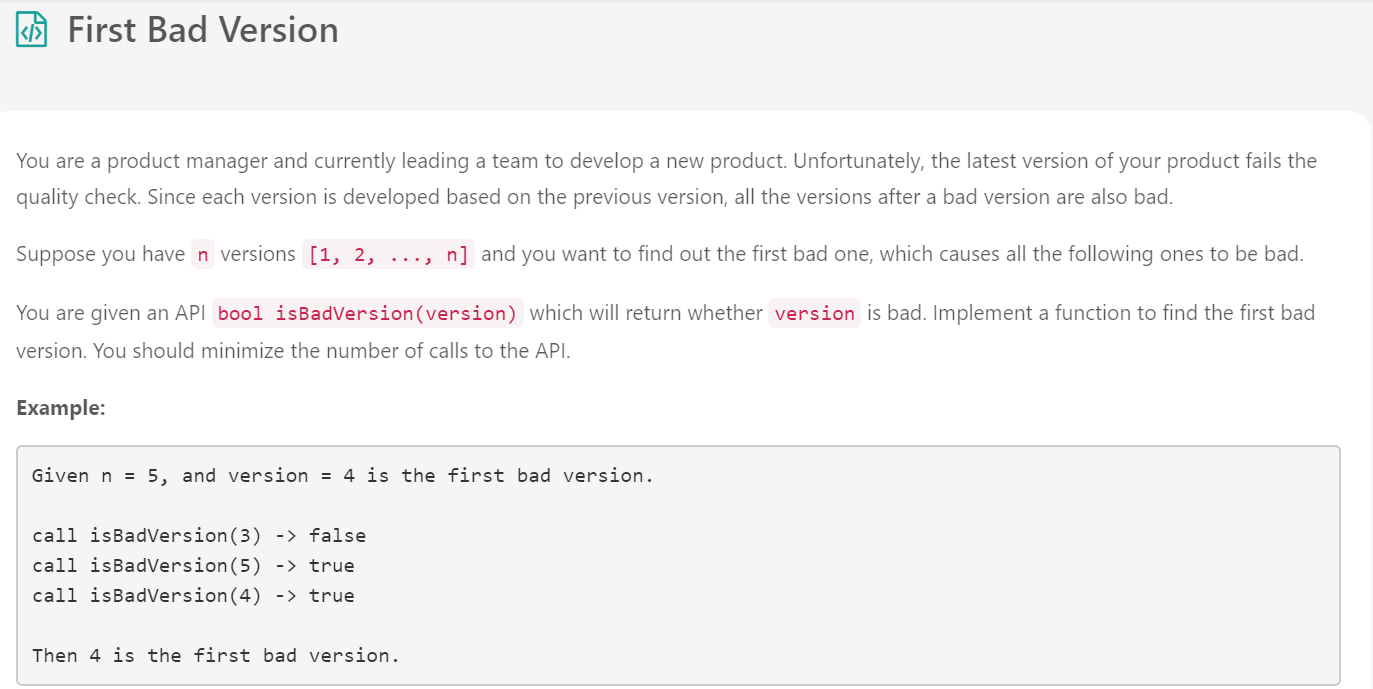 First Bad Version
You are a product manager and currently leading a team to develop a new product. Unfortunately, the latest version of your product fails the
quality check. Since each version is developed based on the previous version, all the versions after a bad version are also bad.
Suppose you have n versions [1, 2, ..., n] and you want to find out the first bad one, which causes all the following ones to be bad.
You are given an API bool isBadVersion(version) which will return whether version is bad. Implement a function to find the first bad
version. You should minimize the number of calls to the API.
Example:
Given n = 5, and version = 4 is the first bad version.
call isBadVersion(3) -> false
call isBadVersion(5) -> true
call isBadVersion(4) -> true
Then 4 is the first bad version.